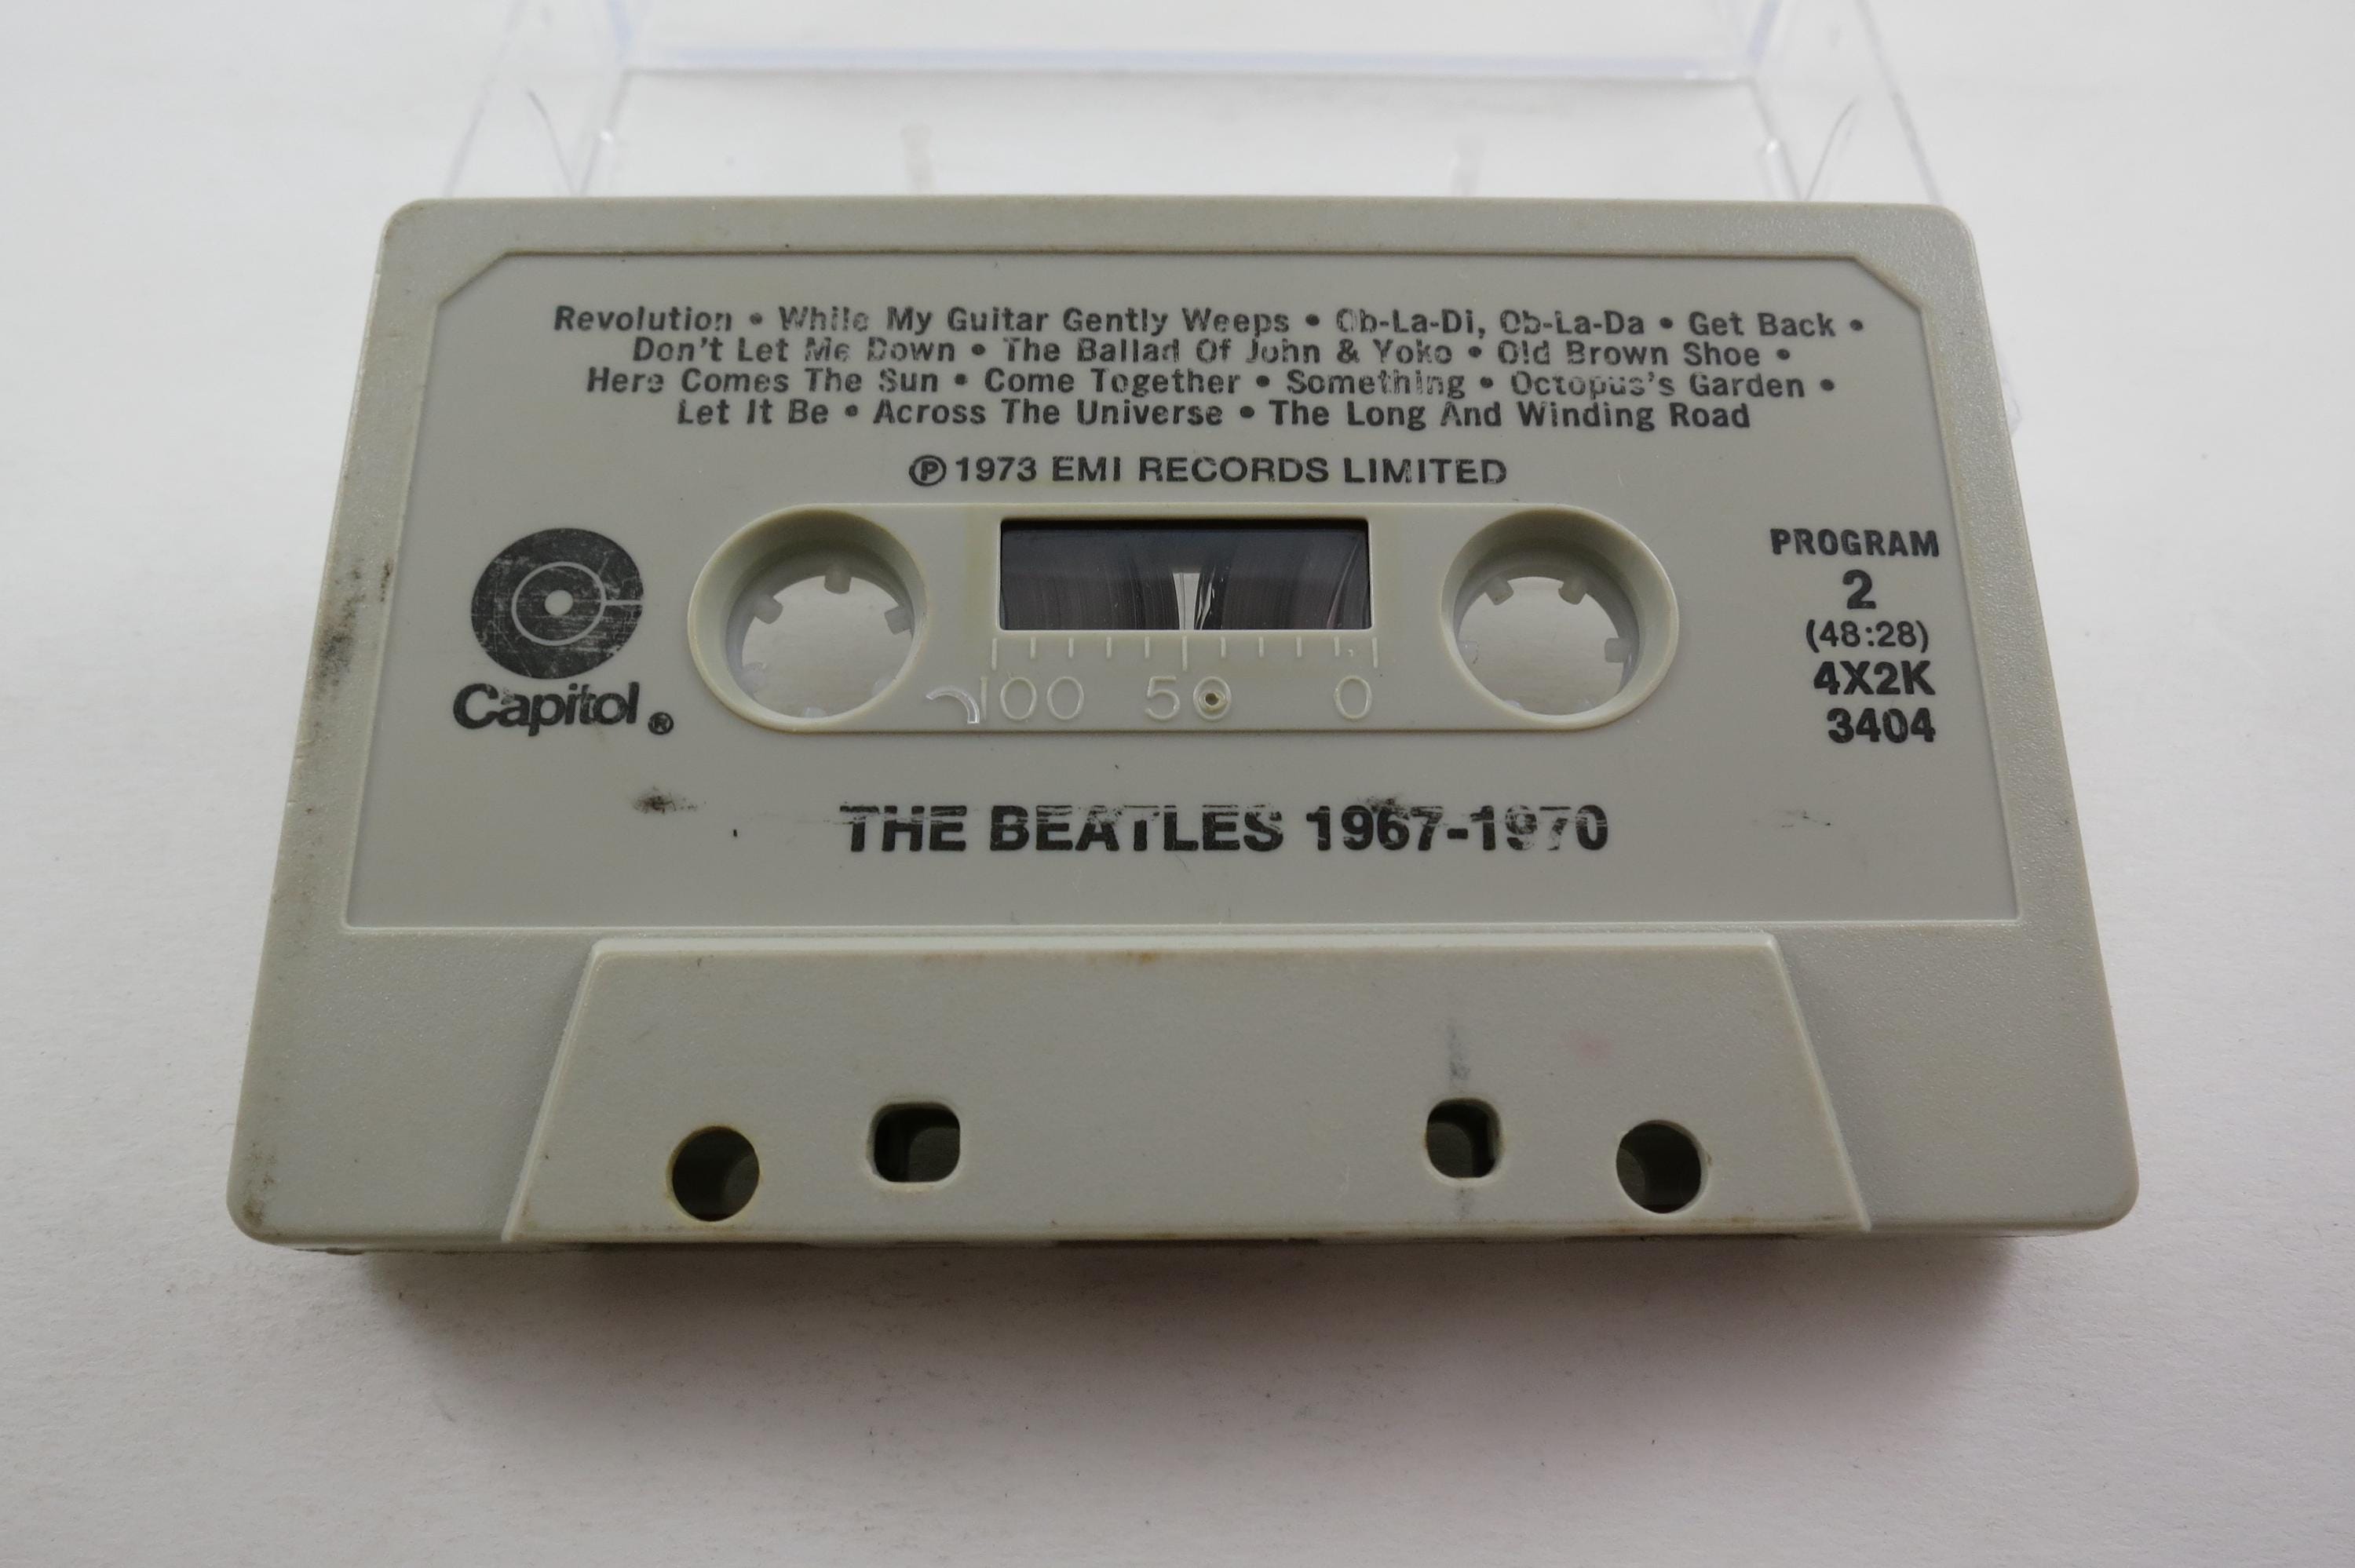 Revolution • While My Guitar Gently Weeps • Ob-La-Di, Ob-La-Da • Get Back •
Don't Let Me Down • The Ballad Of John & Yoko • Old Brown Shoe •
Here Comes The Sun • Come Together • Something • Octopus's Garden •
Let It Be • Across The Universe • The Long And Winding Road
℗ 1973 EMI RECORDS LIMITED
Capitol ®
100 50 0
PROGRAM
2
(48:28)
4X2K
3404
THE BEATLES 1967-1970